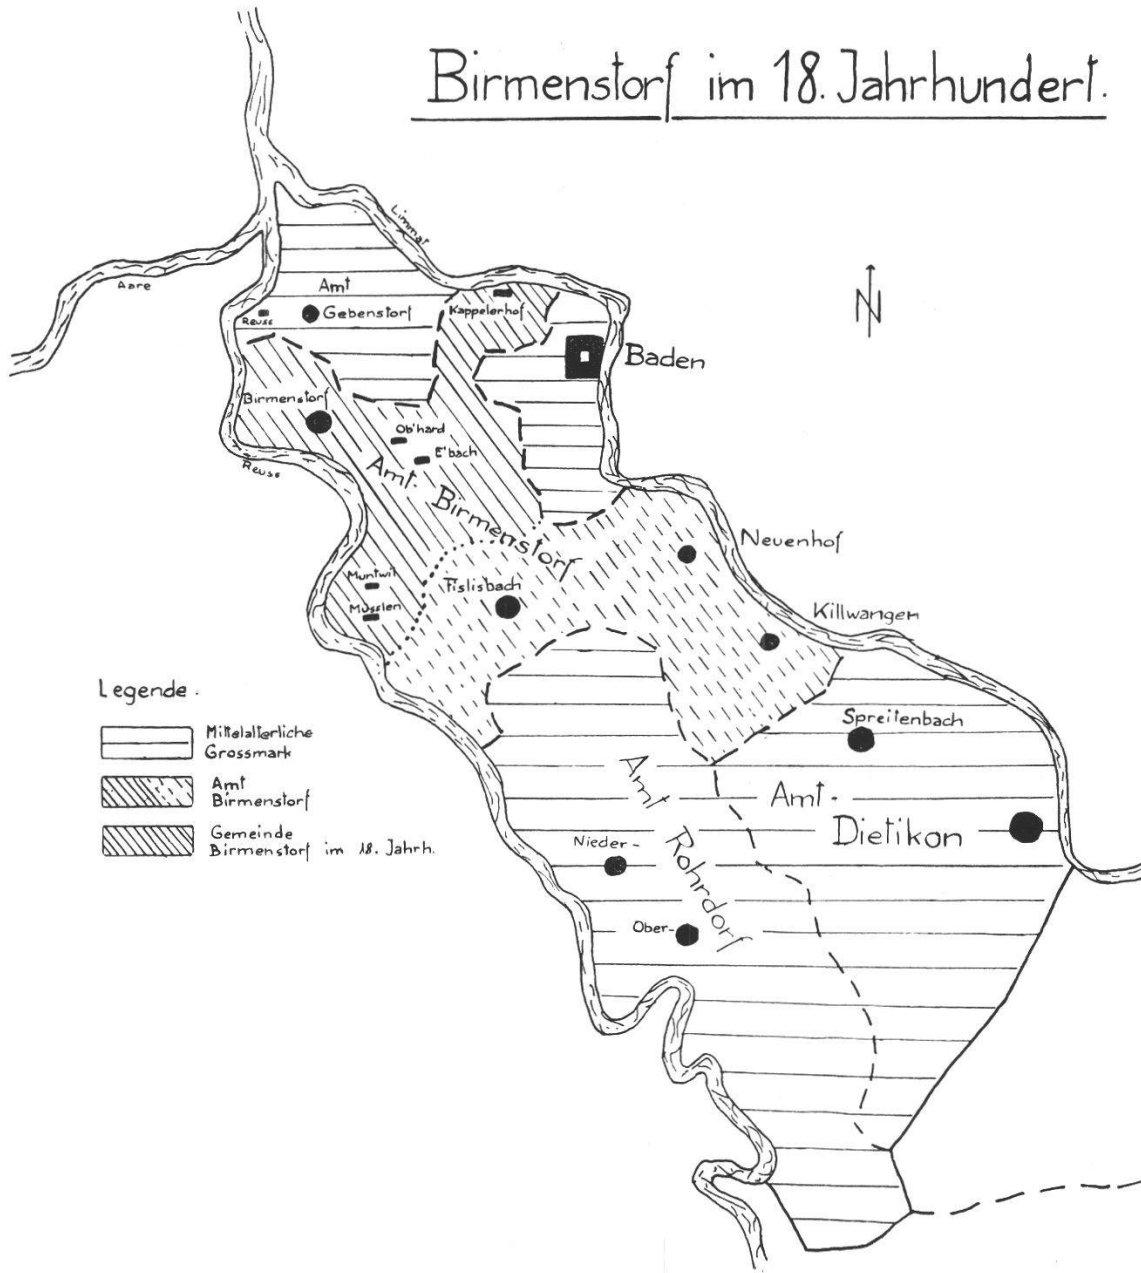 Birmenstorf im 18. Jahrhundert.
Limmat
Aare
Amt
Gebenstorf
Reuss
Kappelerhof
N
Baden
Birmenstorf
Ob'hard
E'bach
Reuss
Amt Birmenstorf
Neuenhof
Muntwil
Müsslen
Fislisbach
Killwangen
Legende.
Mittelalterliche
Grossmark
Amt
Birmenstorf
Gemeinde
Birmenstorf im 18. Jahrh.
Spreitenbach
Amt-
Dietikon
Amt Rohrdorf
Nieder-
Ober-